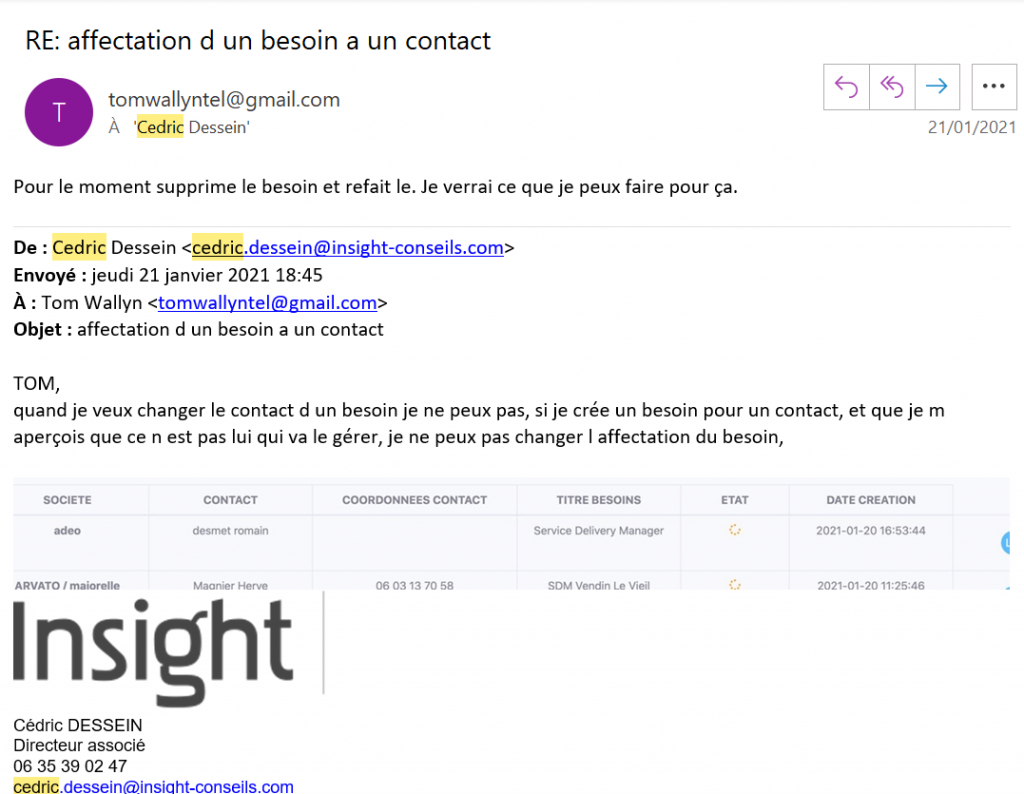 RE: affectation d un besoin a un contact
T
tomwallyntel@gmail.com
À 'Cedric Dessein'
21/01/2021
Pour le moment supprime le besoin et refait le. Je verrai ce que je peux faire pour ça.
De : Cedric Dessein <cedric.dessein@insight-conseils.com>
Envoyé : jeudi 21 janvier 2021 18:45
À : Tom Wallyn <tomwallyntel@gmail.com>
Objet : affectation d un besoin a un contact
TOM,
quand je veux changer le contact d un besoin je ne peux pas, si je crée un besoin pour un contact, et que je m
aperçois que ce n est pas lui qui va le gérer, je ne peux pas changer l affectation du besoin,
SOCIETE CONTACT COORDONNEES CONTACT TITRE BESOINS ETAT DATE CREATION
adeo desmet romain Service Delivery Manager 2021-01-20 16:53:44
ARVATO / majorelle Magnier Herve 06 03 13 70 58 SDM Vendin Le Vieil 2021-01-20 11:25:46
Insight
Cédric DESSEIN
Directeur associé
06 35 39 02 47
cedric.dessein@insight-conseils.com